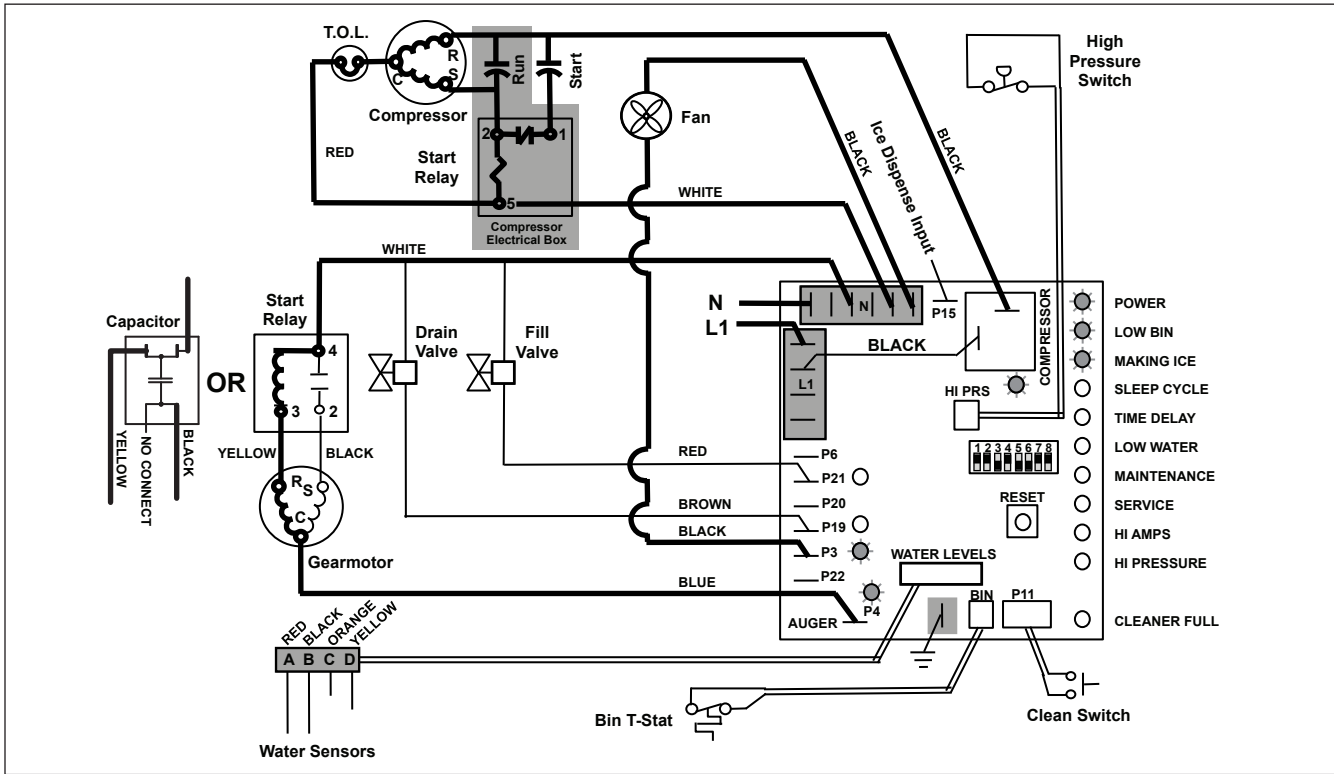 T.O.L.
C
R
S
Compressor
Run
Start
RED
Start
Relay
2
1
5
Compressor
Electrical Box
Fan
BLACK
Ice Dispense Input
BLACK
High
Pressure
Switch
WHITE
WHITE
Capacitor
YELLOW
NO CONNECT
BLACK
OR
Start
Relay
4
3
2
YELLOW
BLACK
R
S
C
Gearmotor
Drain
Valve
Fill
Valve
RED
BROWN
BLACK
BLUE
N
L1
N
P15
BLACK
L1
COMPRESSOR
HI PRS
1 2 3 4 5 6 7 8
RESET
P6
P21
P20
P19
P3
P22
P4
AUGER
WATER LEVELS
BIN
P11
POWER
LOW BIN
MAKING ICE
SLEEP CYCLE
TIME DELAY
LOW WATER
MAINTENANCE
SERVICE
HI AMPS
HI PRESSURE
CLEANER FULL
RED
BLACK
ORANGE
YELLOW
A B C D
Water Sensors
Bin T-Stat
Clean Switch